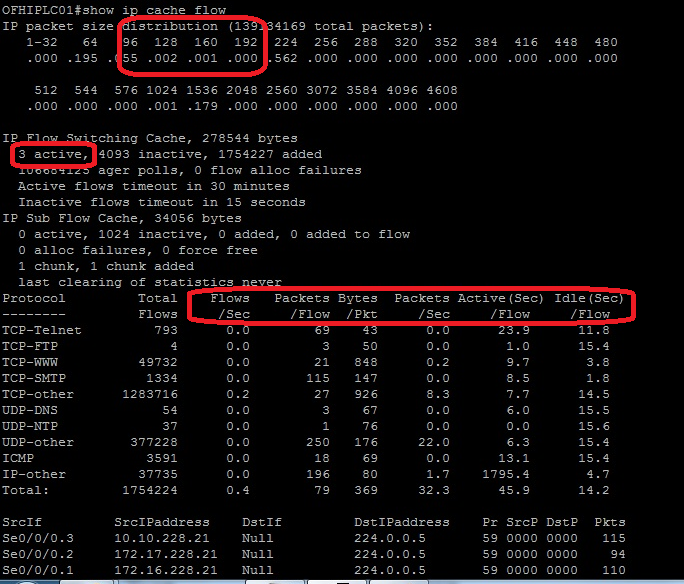 OFHIPLC01#show ip cache flow
IP packet size distribution (139134169 total packets):
1-32 64 96 128 160 192 224 256 288 320 352 384 416 448 480
.000 .195 .055 .002 .001 .000 .562 .000 .000 .000 .000 .000 .000 .000 .000
512 544 576 1024 1536 2048 2560 3072 3584 4096 4608
.000 .000 .000 .001 .179 .000 .000 .000 .000 .000 .000
IP Flow Switching Cache, 278544 bytes
3 active, 4093 inactive, 1754227 added
106684125 ager polls, 0 flow alloc failures
Active flows timeout in 30 minutes
Inactive flows timeout in 15 seconds
IP Sub Flow Cache, 34056 bytes
0 active, 1024 inactive, 0 added, 0 added to flow
0 alloc failures, 0 force free
1 chunk, 1 chunk added
last clearing of statistics never
Protocol Total Flows Packets Bytes Packets Active(Sec) Idle(Sec)
-------- Flows /Sec /Flow /Pkt /Sec /Flow /Flow
TCP-Telnet 793 0.0 69 43 0.0 23.9 11.8
TCP-FTP 4 0.0 3 50 0.0 1.0 15.4
TCP-WWW 49732 0.0 21 848 0.2 9.7 3.8
TCP-SMTP 1334 0.0 115 147 0.0 8.5 1.8
TCP-other 1283716 0.2 27 926 8.3 7.7 14.5
UDP-DNS 54 0.0 3 67 0.0 6.0 15.5
UDP-NTP 37 0.0 1 76 0.0 0.0 15.6
UDP-other 377228 0.0 250 176 22.0 6.3 15.4
ICMP 3591 0.0 18 69 0.0 13.1 15.4
IP-other 37735 0.0 196 80 1.7 1795.4 4.7
Total: 1754224 0.4 79 369 32.3 45.9 14.2
SrcIf SrcIPaddress DstIf DstIPaddress Pr SrcP DstP Pkts
Se0/0/0.3 10.10.228.21 Null 224.0.0.5 59 0000 0000 115
Se0/0/0.2 172.17.228.21 Null 224.0.0.5 59 0000 0000 94
Se0/0/0.1 172.16.228.21 Null 224.0.0.5 59 0000 0000 110